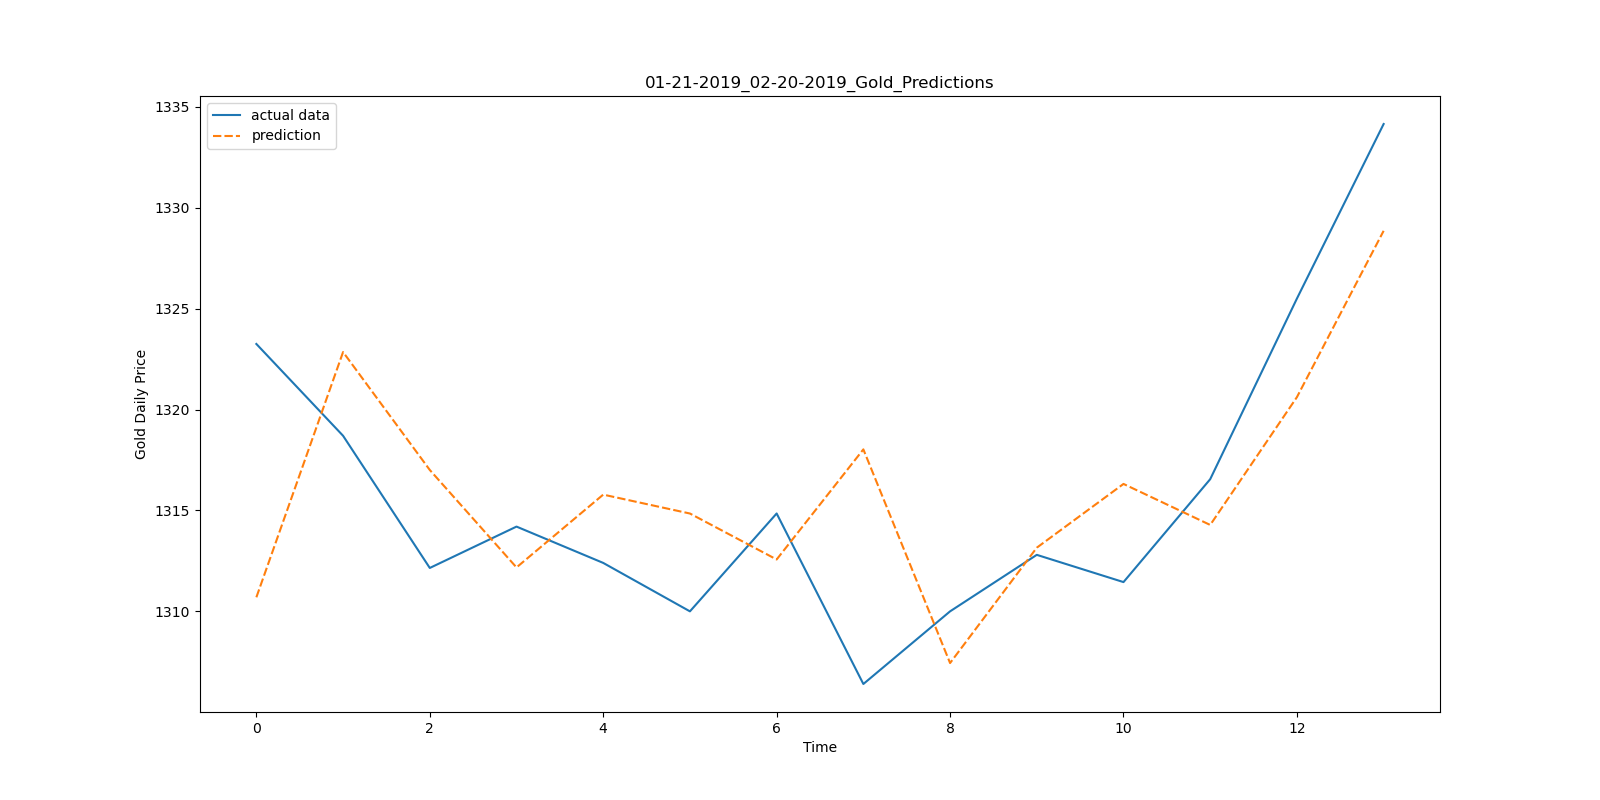 01-21-2019_02-20-2019_Gold_Predictions
actual data
prediction
Gold Daily Price
1335
1330
1325
1320
1315
1310
0 2 4 6 8 10 12
Time